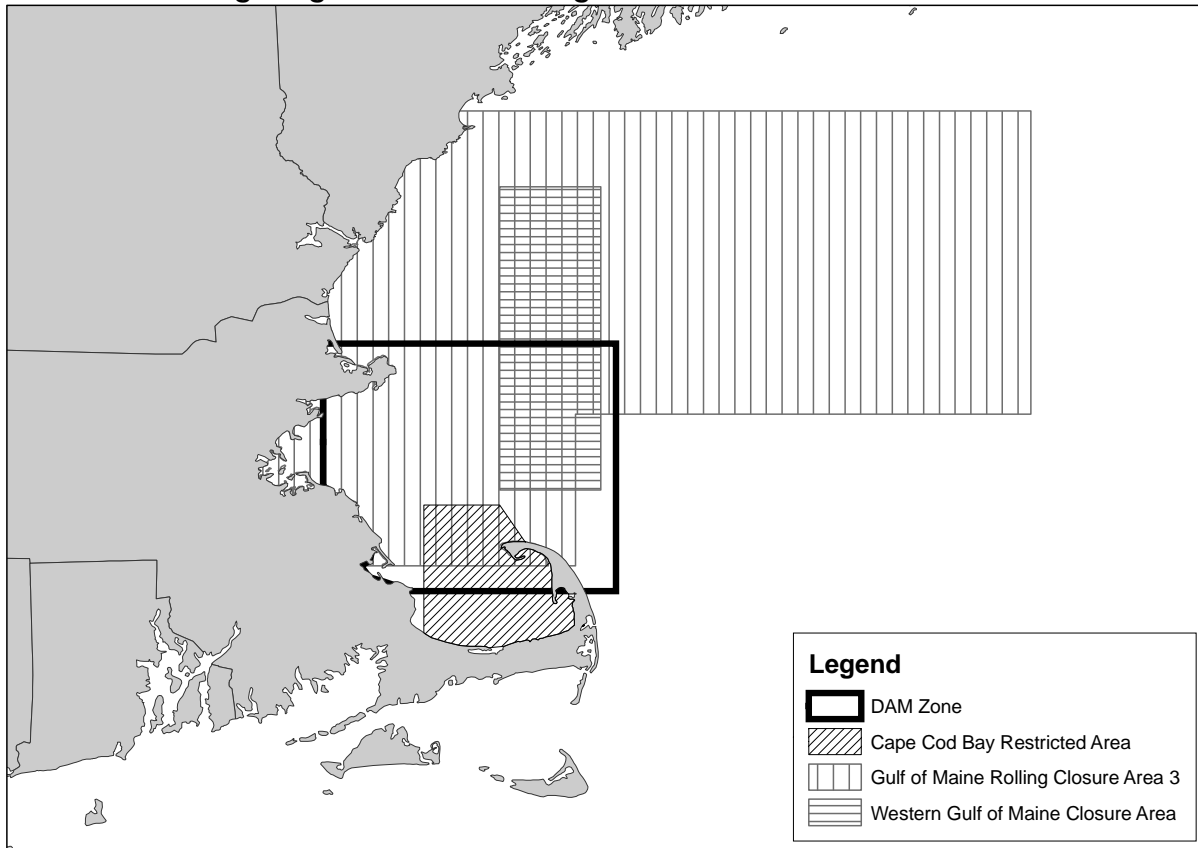 Legend
DAM Zone
Cape Cod Bay Restricted Area
Gulf of Maine Rolling Closure Area 3
Western Gulf of Maine Closure Area